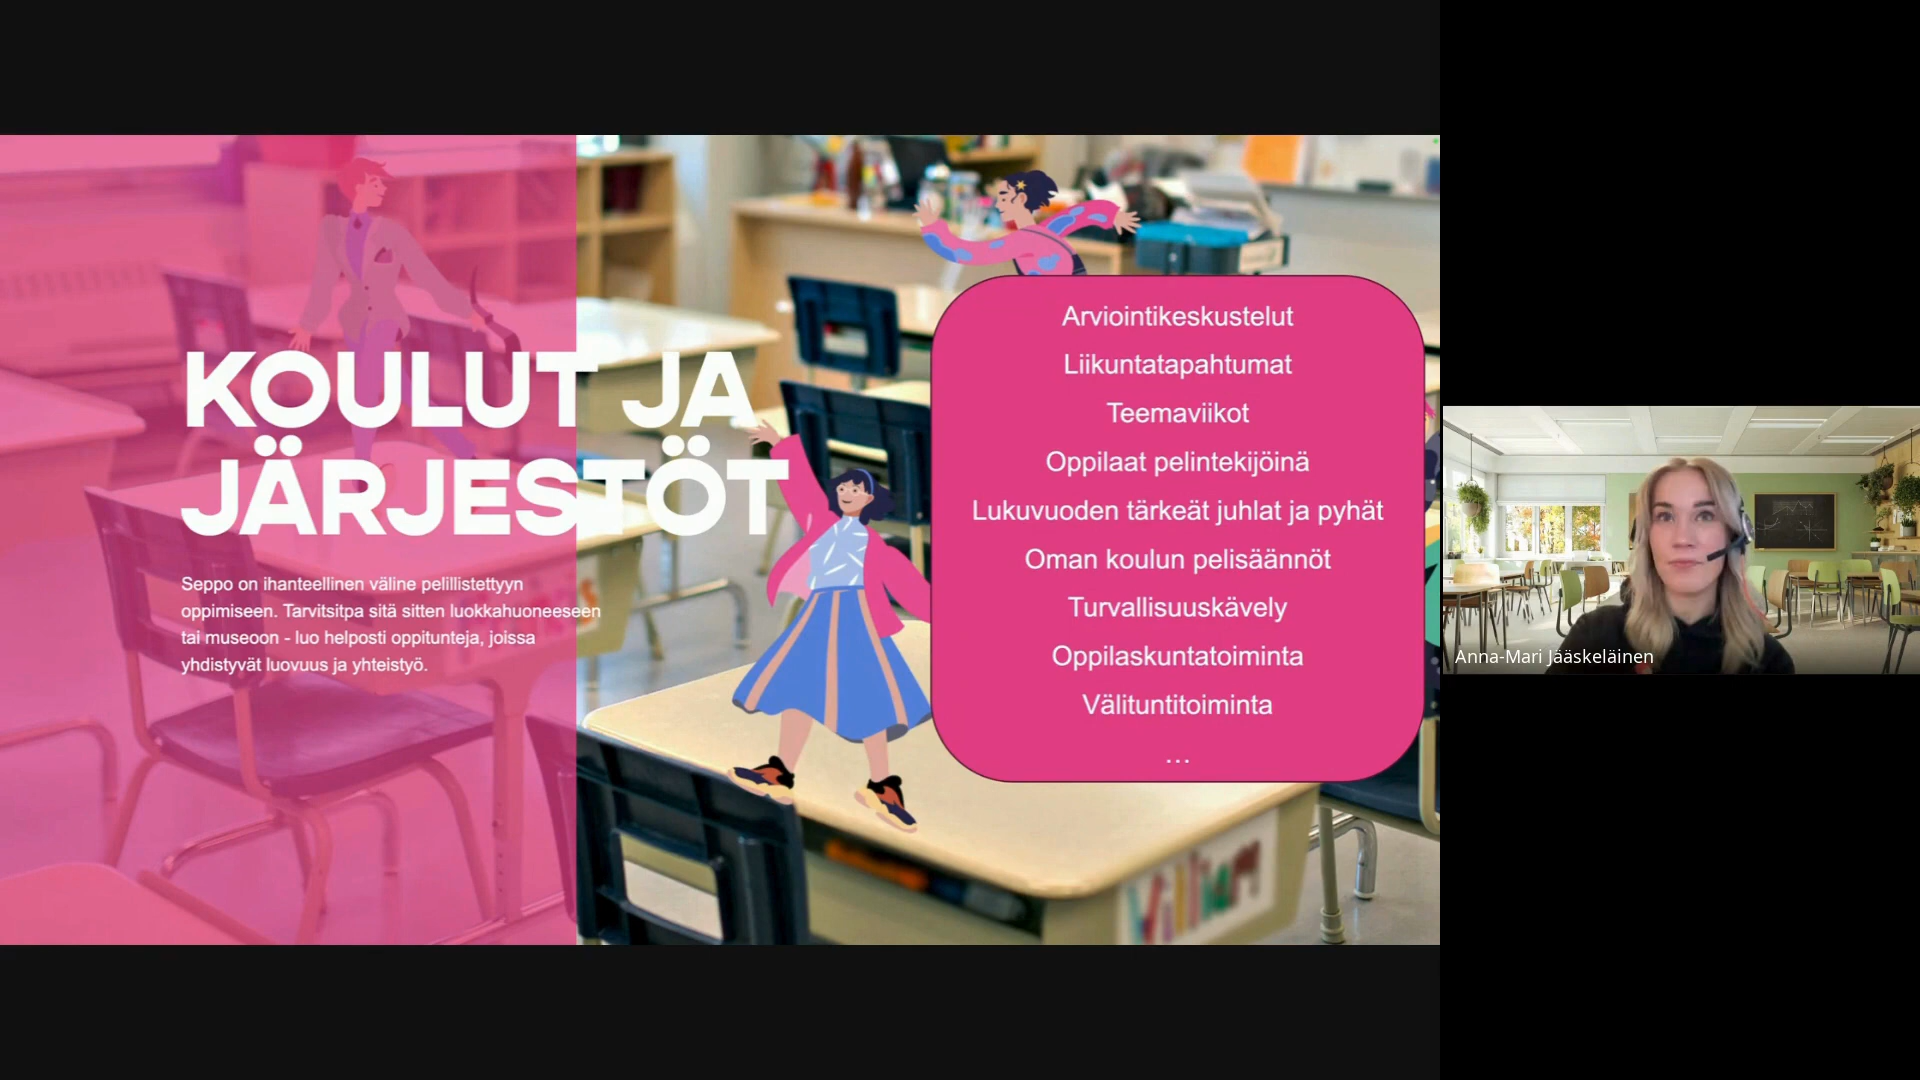 KOULUT JA
JÄRJESTÖT
Seppo on ihanteellinen väline pelillistettyyn
oppimiseen. Tarvitsitpa sitä sitten luokkahuoneeseen
tai museoon - luo helposti oppitunteja, joissa
yhdistyvät luovuus ja yhteistyö.
Arviointikeskustelut
Liikuntatapahtumat
Teemaviikot
Oppilaat pelintekijöinä
Lukuvuoden tärkeät juhlat ja pyhät
Oman koulun pelisäännöt
Turvallisuuskävely
Oppilaskuntatoiminta
Välituntitoiminta
...
Anna-Mari Jääskeläinen